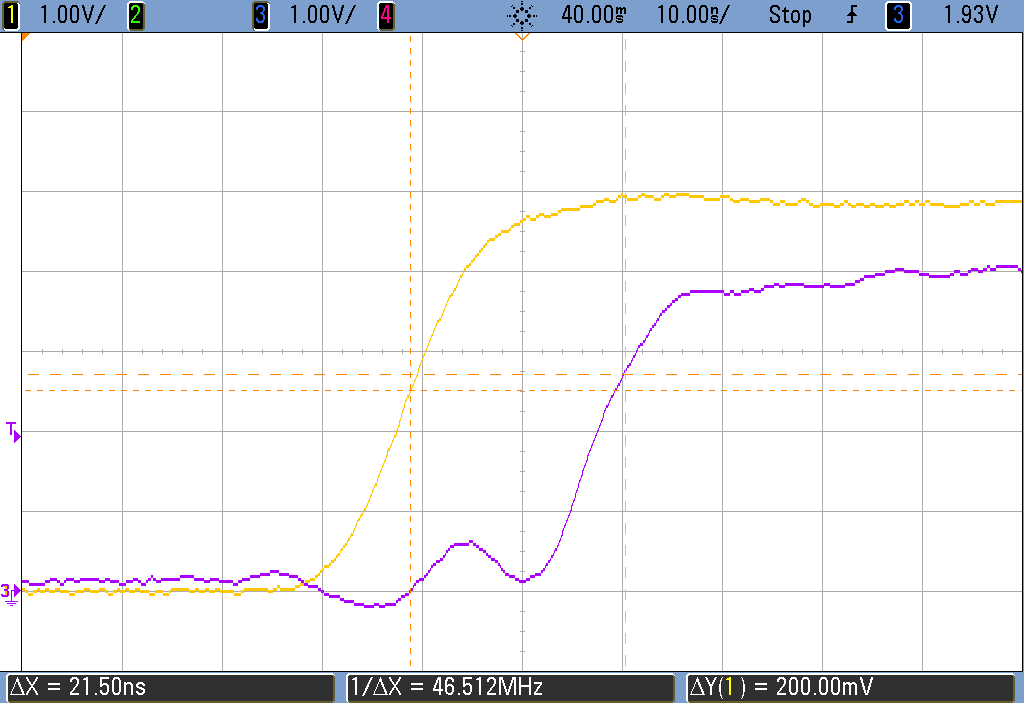 1 1.00V/ 2 3 1.00V/ 4 40.00ms 10.00ns/ Stop 3 1.93V
T
3
ΔX = 21.50ns 1/ΔX = 46.512MHz ΔY(1) = 200.00mV